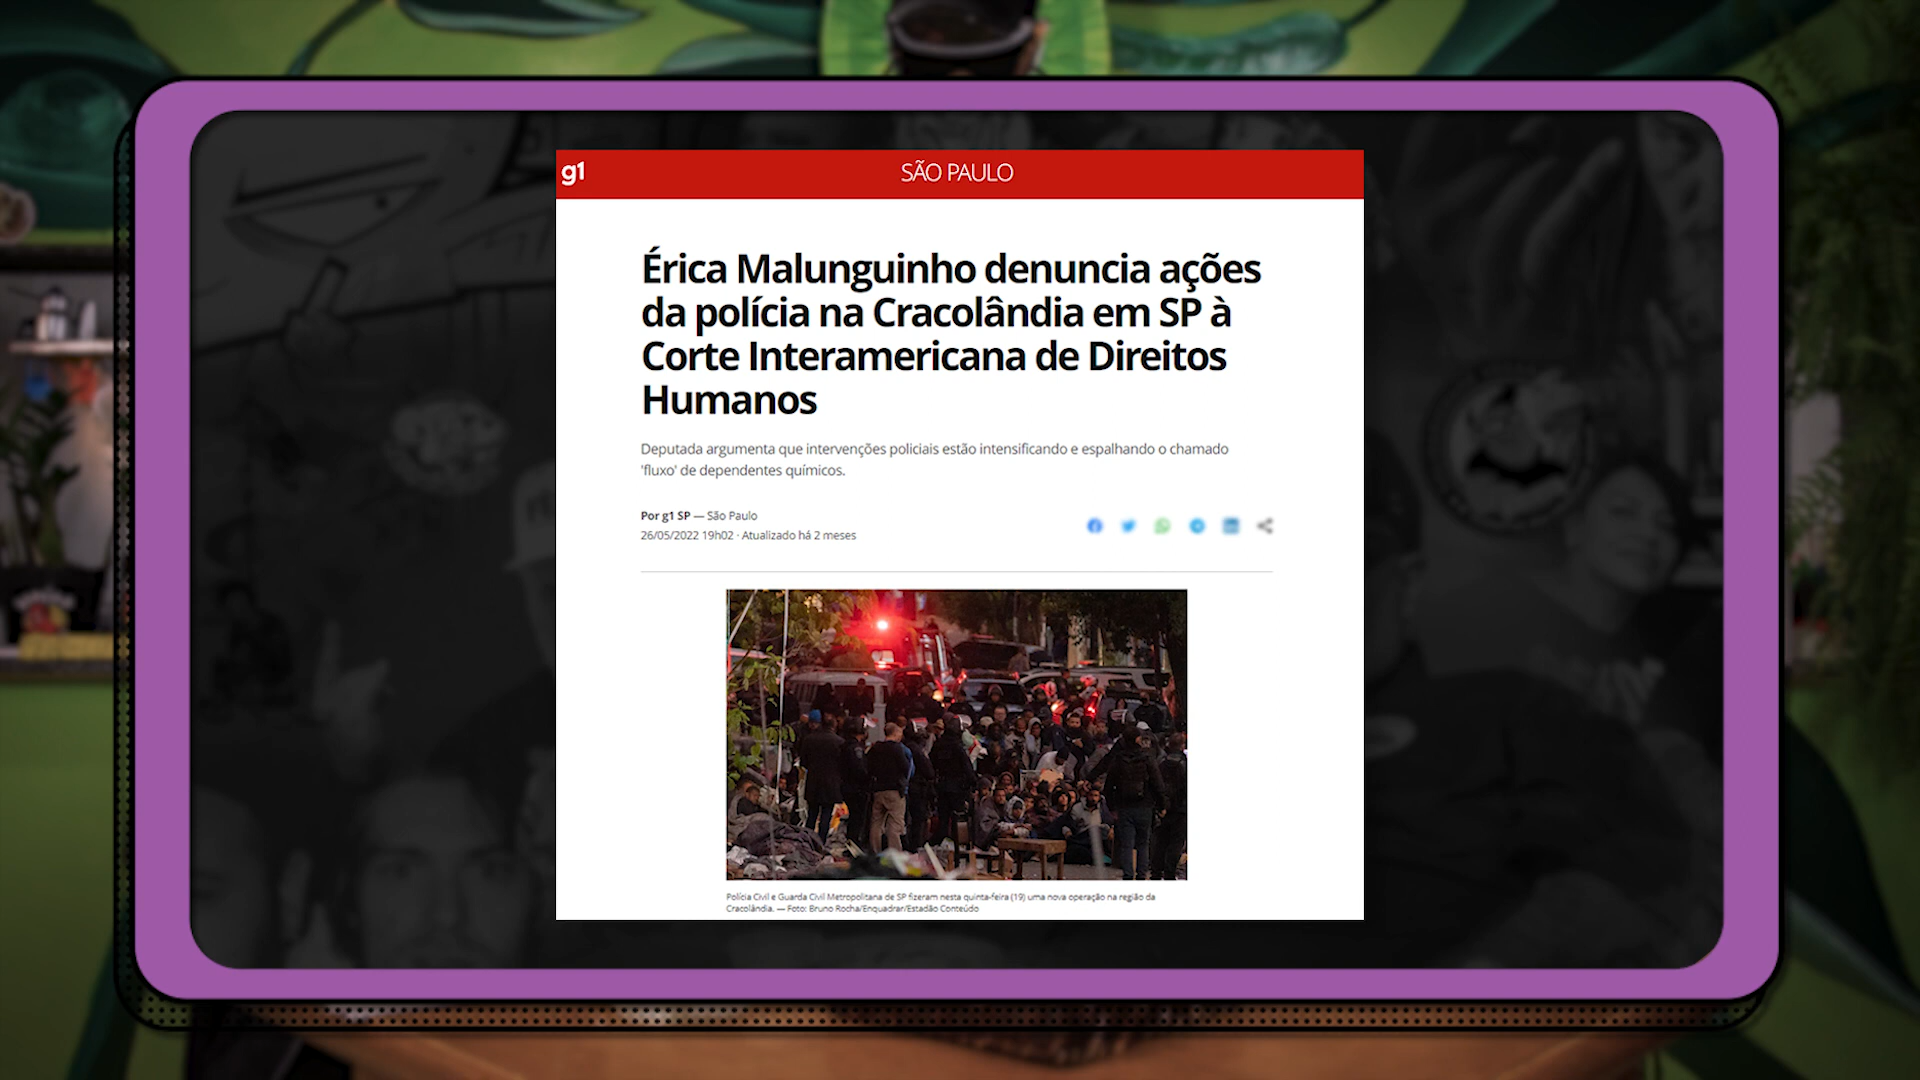 g1
SÃO PAULO
Érica Malunguinho denuncia ações
da polícia na Cracolândia em SP à
Corte Interamericana de Direitos
Humanos
Deputada argumenta que intervenções policiais estão intensificando e espalhando o chamado
'fluxo' de dependentes químicos.
Por g1 SP — São Paulo
26/05/2022 19h02 · Atualizado há 2 meses
Polícia Civil e Guarda Civil Metropolitana de SP fizeram nesta quinta-feira (19) uma nova operação na região da
Cracolândia. — Foto: Bruno Rocha/Enquadrar/Estadão Conteúdo